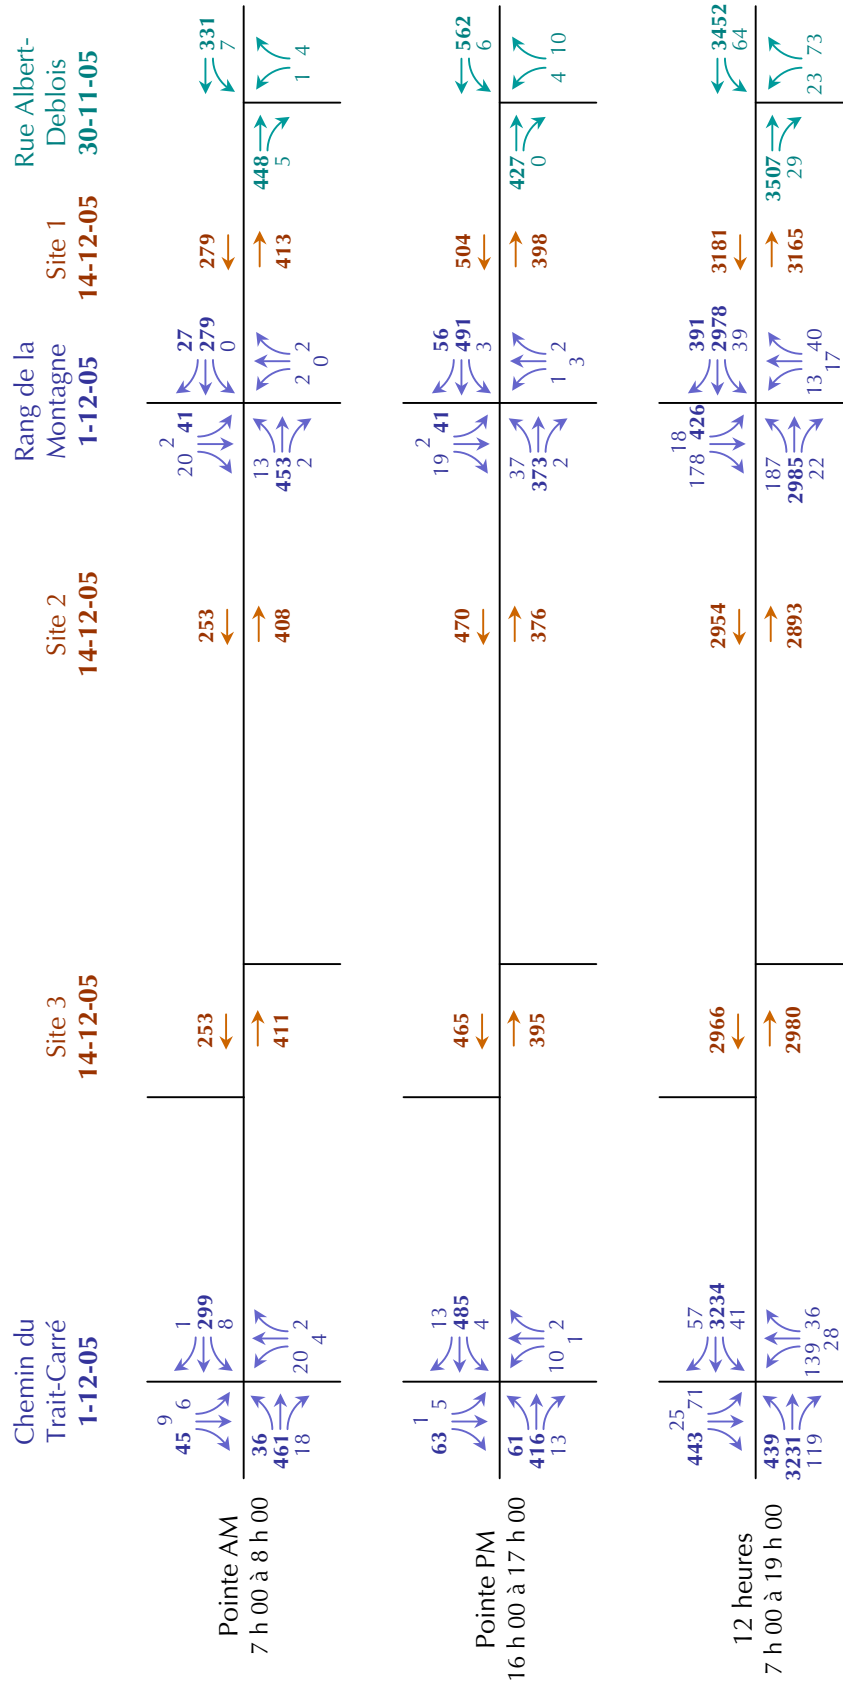 Chemin du
Trait-Carré
1-12-05
Site 3
14-12-05
Site 2
14-12-05
Rang de la
Montagne
1-12-05
Site 1
14-12-05
Rue Albert-
Deblois
30-11-05
Pointe AM
7 h 00 à 8 h 00
45 9 6
1
299
8
36
461
18
20 4 2
253
411
253
408
20 2 41
27
279
0
13
453
2
2 0 2
279
413
331
7
448
5
1 4
Pointe PM
16 h 00 à 17 h 00
63 1 5
13
485
4
61
416
13
10 1 2
465
395
470
376
19 2 41
56
491
3
37
373
2
1 3 2
504
398
562
6
427
0
4 10
12 heures
7 h 00 à 19 h 00
443 25 71
57
3234
41
439
3231
119
139 28 36
2966
2980
2954
2893
178 18 426
391
2978
39
187
2985
22
13 17 40
3181
3165
3452
64
3507
29
23 73